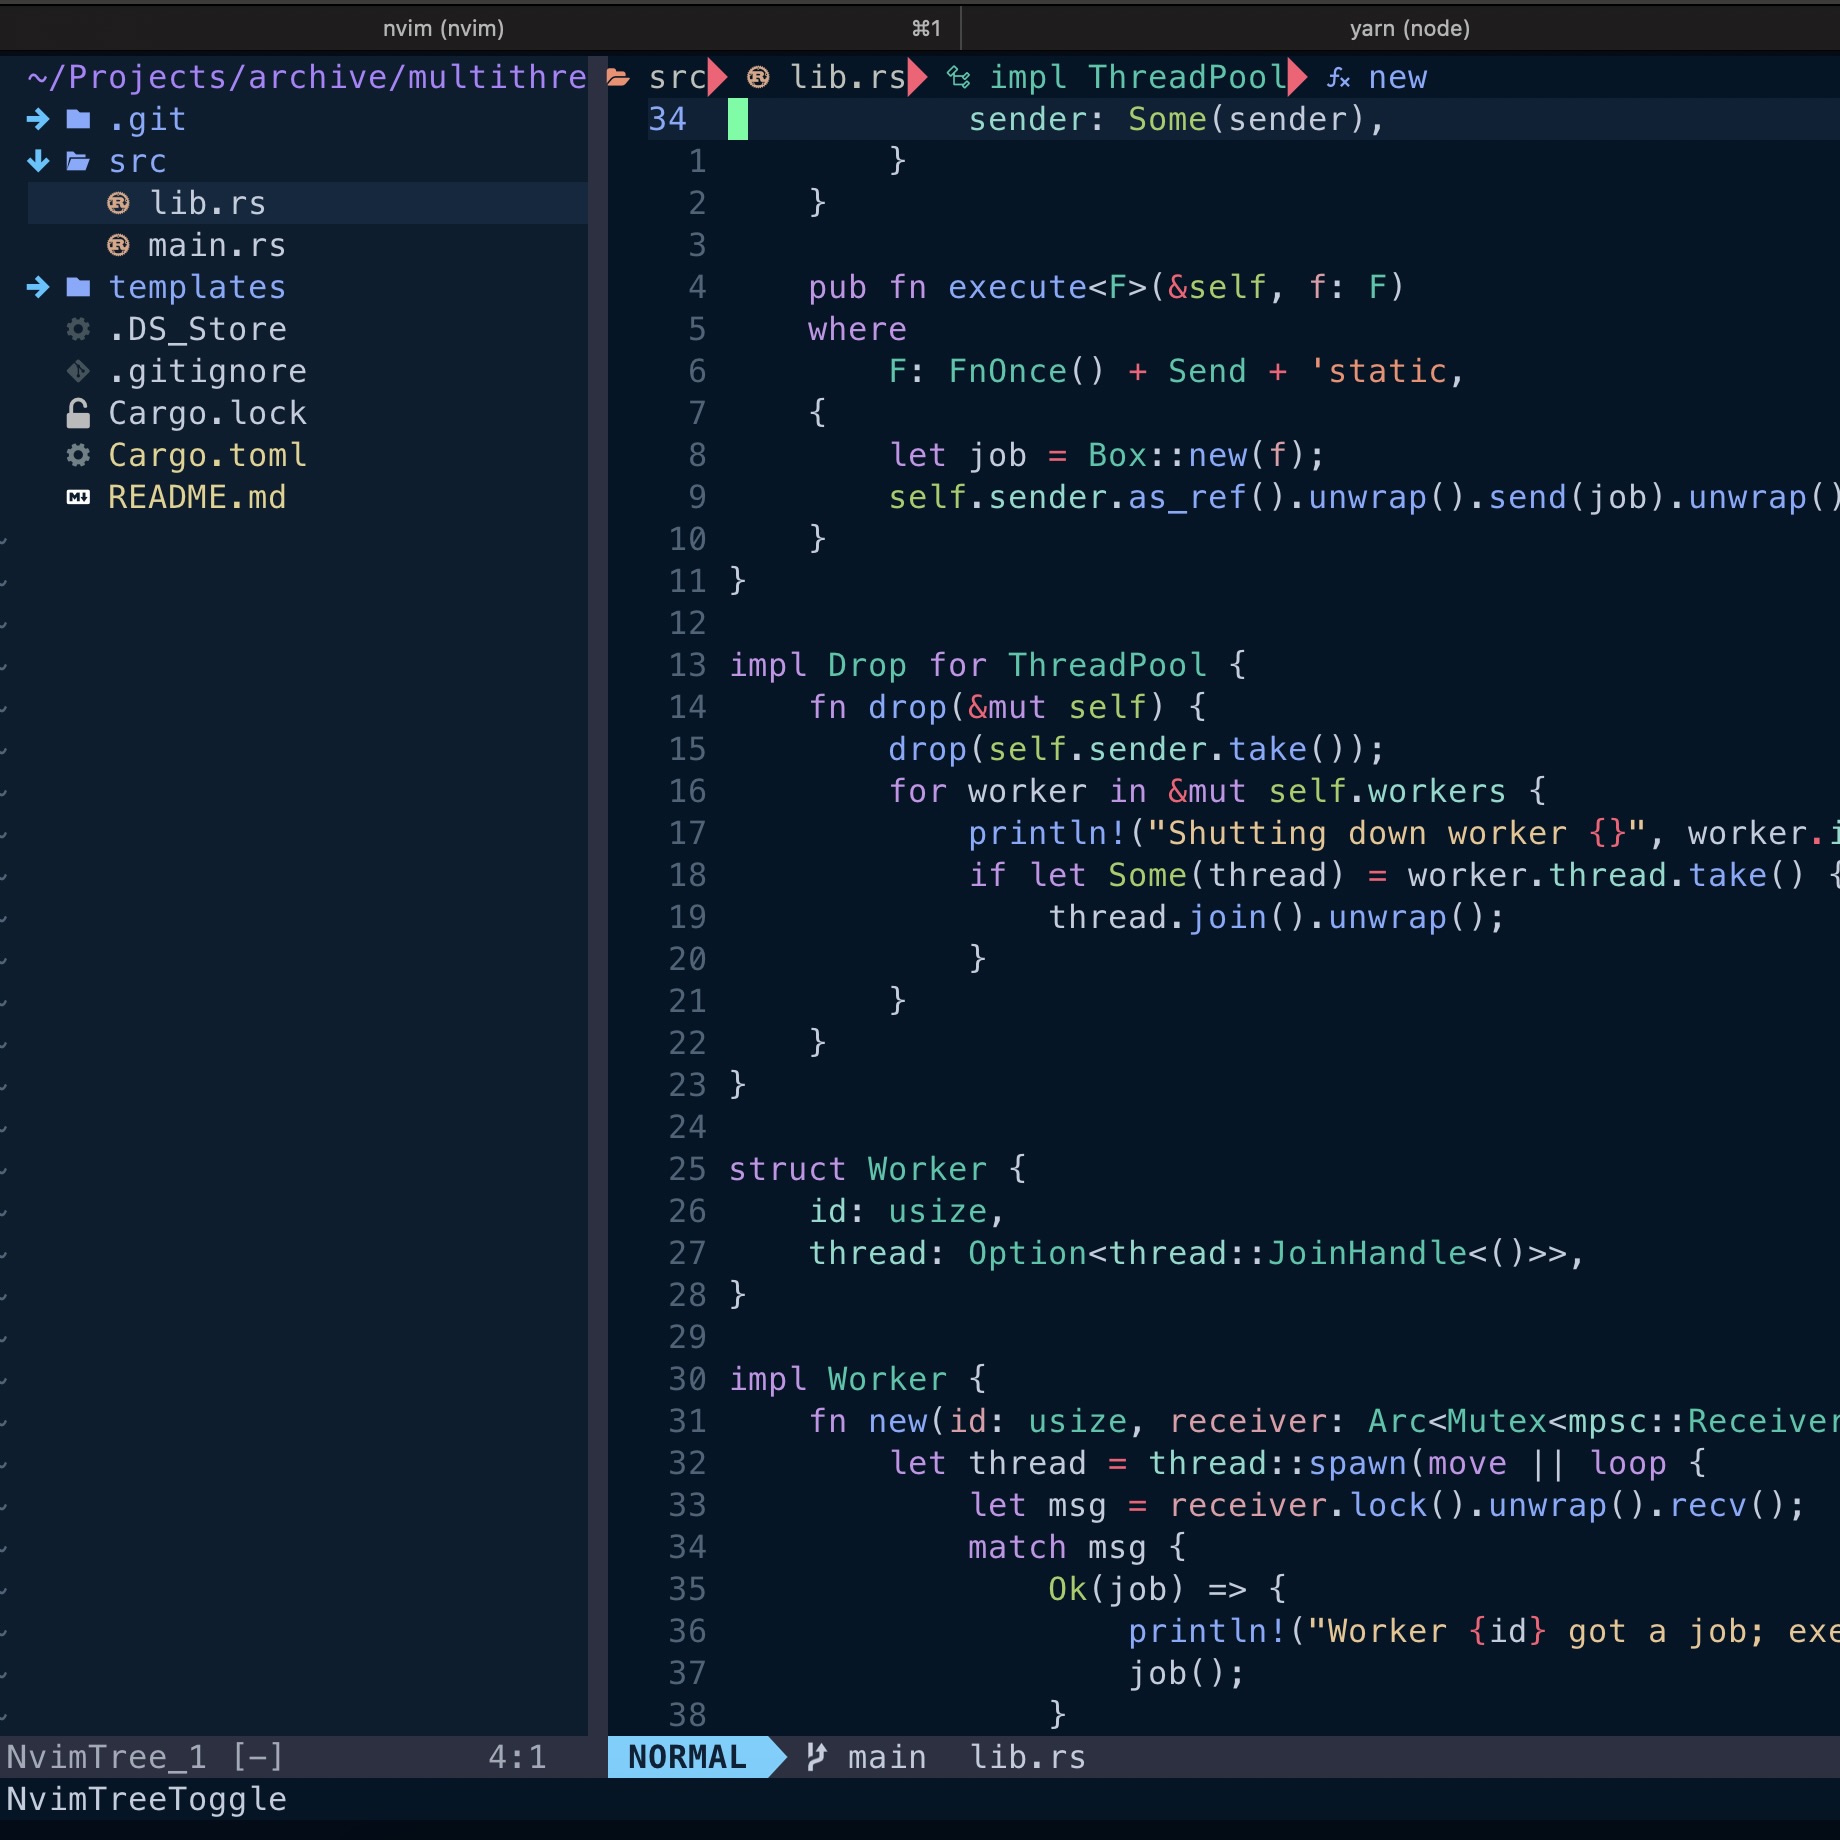 nvim (nvim) ⌘1 yarn (node)
~/Projects/archive/multithre
.git
src
lib.rs
main.rs
templates
.DS_Store
.gitignore
Cargo.lock
Cargo.toml
README.md
src lib.rs impl ThreadPool new
34             sender: Some(sender),
1         }
2     }
3
4     pub fn execute<F>(&self, f: F)
5     where
6         F: FnOnce() + Send + 'static,
7     {
8         let job = Box::new(f);
9         self.sender.as_ref().unwrap().send(job).unwrap()
10     }
11 }
12
13 impl Drop for ThreadPool {
14     fn drop(&mut self) {
15         drop(self.sender.take());
16         for worker in &mut self.workers {
17             println!("Shutting down worker {}", worker.i
18             if let Some(thread) = worker.thread.take() {
19                 thread.join().unwrap();
20             }
21         }
22     }
23 }
24
25 struct Worker {
26     id: usize,
27     thread: Option<thread::JoinHandle<()>>,
28 }
29
30 impl Worker {
31     fn new(id: usize, receiver: Arc<Mutex<mpsc::Receiver
32         let thread = thread::spawn(move || loop {
33             let msg = receiver.lock().unwrap().recv();
34             match msg {
35                 Ok(job) => {
36                     println!("Worker {id} got a job; exe
37                     job();
38                 }
NvimTree_1 [-] 4:1
NORMAL main lib.rs
NvimTreeToggle